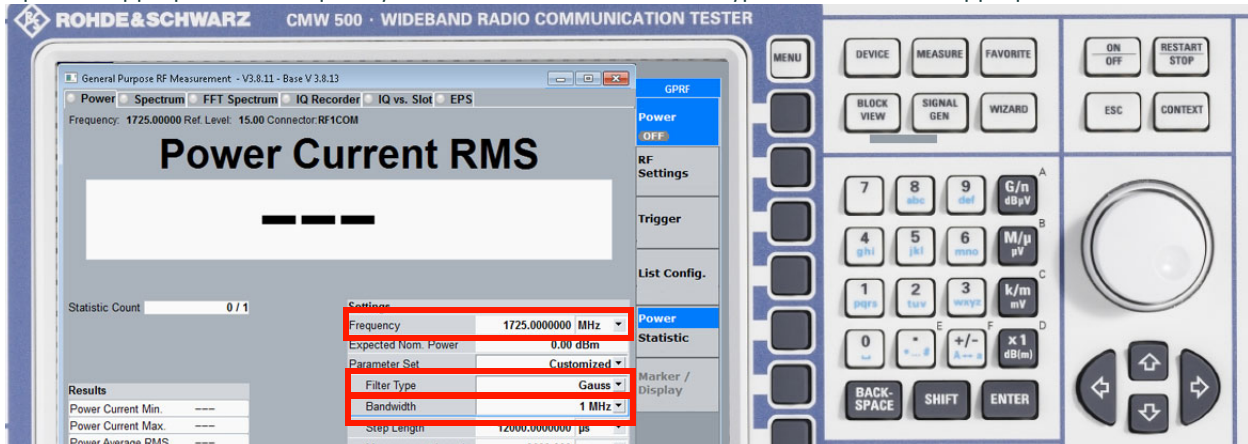 ROHDE&SCHWARZ
CMW 500 · WIDEBAND RADIO COMMUNICATION TESTER
General Purpose RF Measurement - V3.8.11 - Base V 3.8.13
Power Spectrum FFT Spectrum IQ Recorder IQ vs. Slot EPS
Frequency: 1725.00000 Ref. Level: 15.00 Connector:RF1COM
Power Current RMS
---
Statistic Count 0 / 1
Settings
Frequency 1725.0000000 MHz
Expected Nom. Power 0.00 dBm
Parameter Set Customized
Filter Type Gauss
Bandwidth 1 MHz
Step Length 12000.0000000 µs
Results
Power Current Min. ---
Power Current Max. ---
Power Average RMS ---
GPRF
Power
OFF
RF
Settings
Trigger
List Config.
Power
Statistic
Marker /
Display
MENU
DEVICE MEASURE FAVORITE
BLOCK VIEW SIGNAL GEN WIZARD
ON OFF RESTART STOP
ESC CONTEXT
7 8 abc 9 def G/n dBµV A
4 ghi 5 jkl 6 mno M/µ µV B
1 pqrs 2 tuv 3 wxyz k/m mV C
0 . # E +/- A↔a F x1 dB(m) D
BACK-SPACE SHIFT ENTER